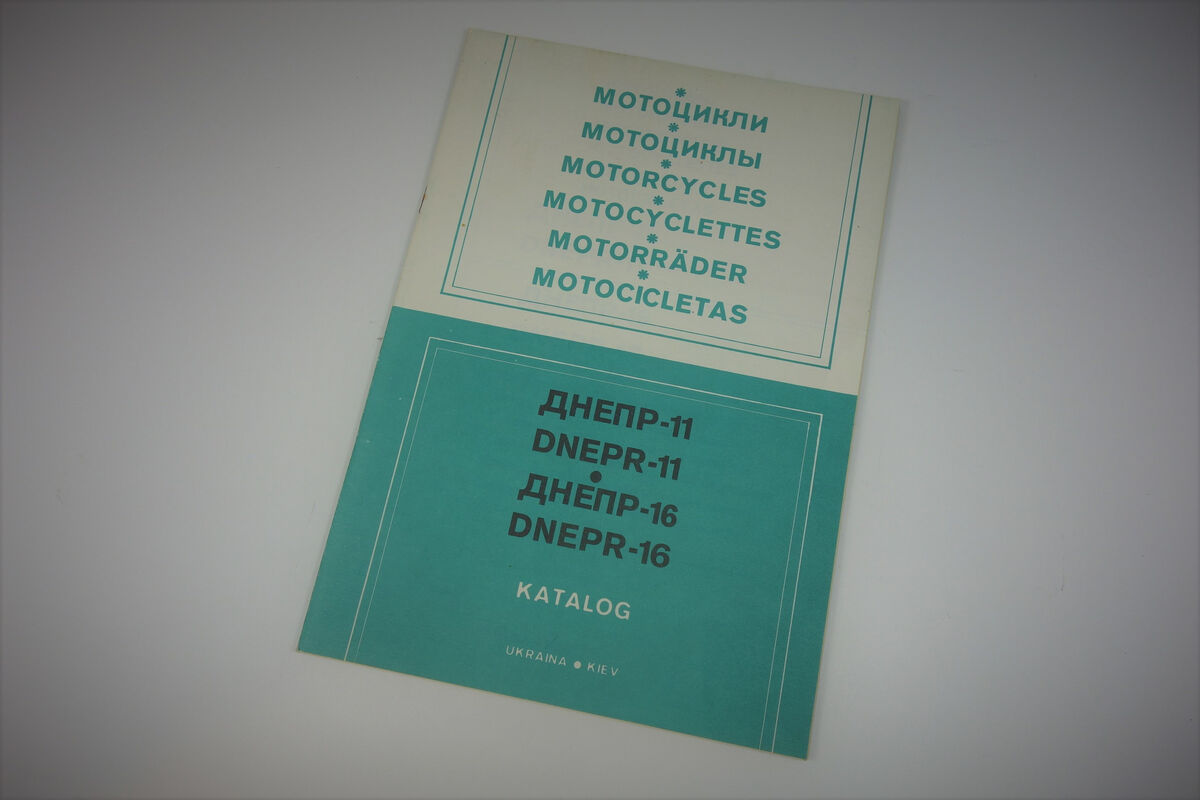 МОТОЦИКЛИ
МОТОЦИКЛЫ
MOTORCYCLES
MOTOCYCLETTES
MOTORRÄDER
MOTOCICLETAS
ДНЕПР-11
DNEPR-11
ДНЕПР-16
DNEPR-16
KATALOG
UKRAINA ● KIEV